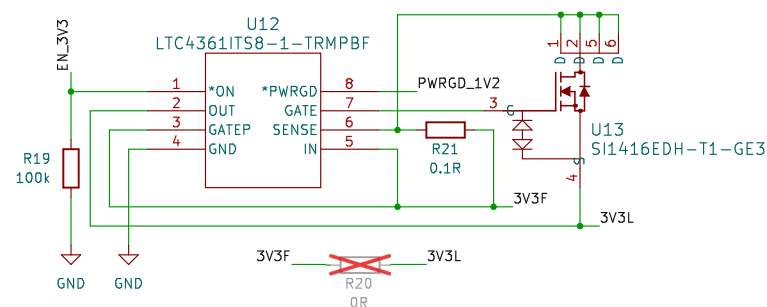 U12
LTC4361ITS8-1-TRMPBF
EN_3V3
1 *ON
2 OUT
3 GATEP
4 GND
*PWRGD 8
GATE 7
SENSE 6
IN 5
PWRGD_1V2
R19
100k
R21
0.1R
1 2 5 6
D D D D
3 G
S
4
U13
SI1416EDH-T1-GE3
3V3F
3V3L
GND
GND
3V3F
3V3L
R20
0R